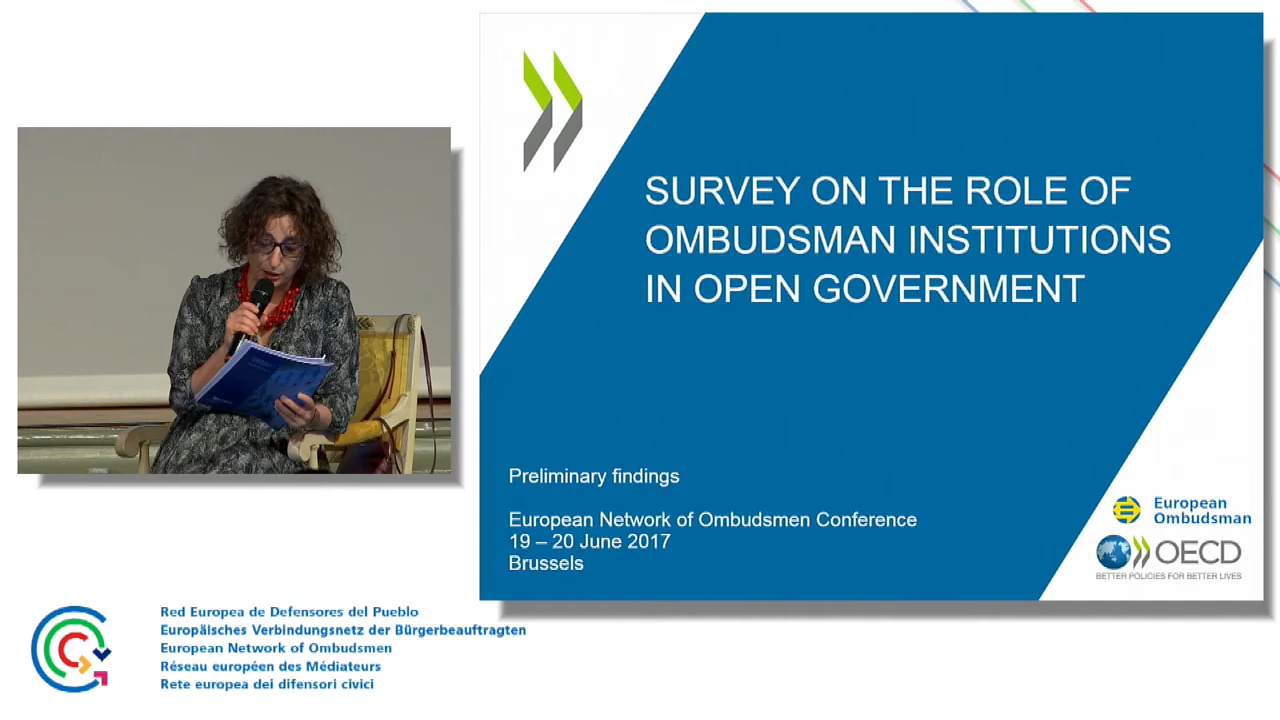 SURVEY ON THE ROLE OF
OMBUDSMAN INSTITUTIONS
IN OPEN GOVERNMENT
Preliminary findings
European Network of Ombudsmen Conference
19 – 20 June 2017
Brussels
European
Ombudsman
OECD
BETTER POLICIES FOR BETTER LIVES
Red Europea de Defensores del Pueblo
Europäisches Verbindungsnetz der Bürgerbeauftragten
European Network of Ombudsmen
Réseau européen des Médiateurs
Rete europea dei difensori civici